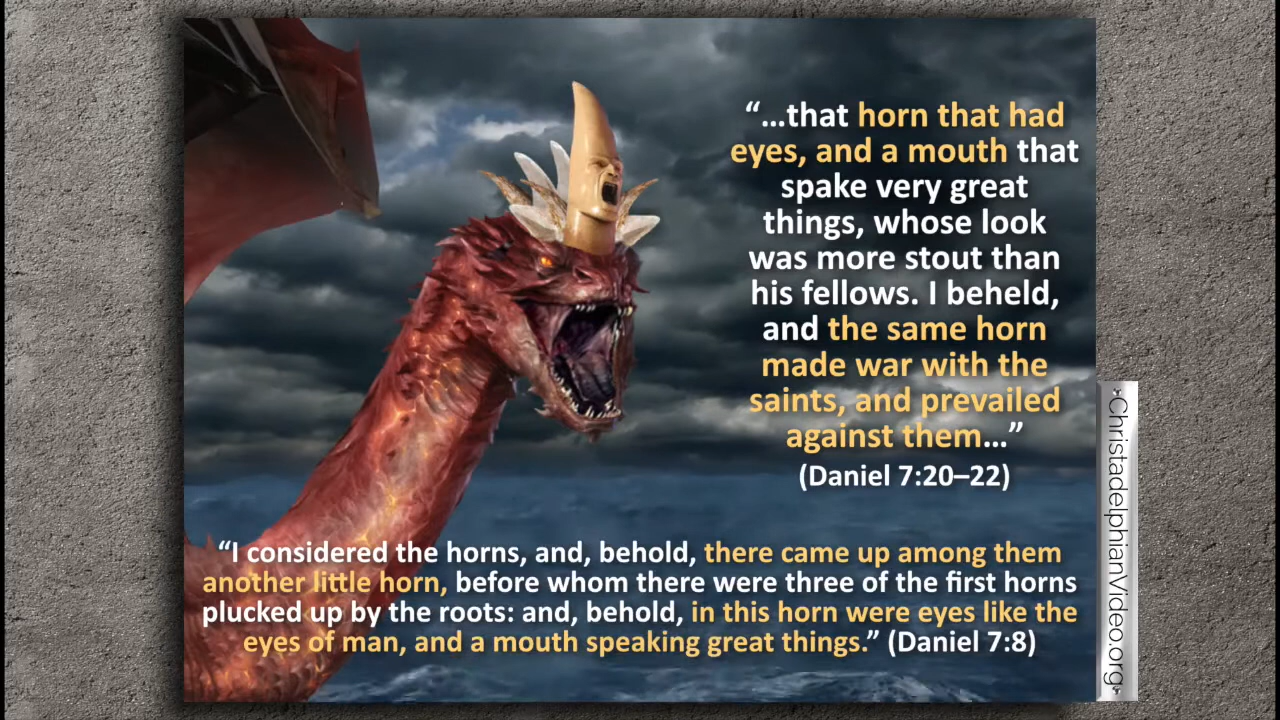 “...that horn that had
eyes, and a mouth that
spake very great
things, whose look
was more stout than
his fellows. I beheld,
and the same horn
made war with the
saints, and prevailed
against them...”
(Daniel 7:20–22)
“I considered the horns, and, behold, there came up among them
another little horn, before whom there were three of the first horns
plucked up by the roots: and, behold, in this horn were eyes like the
eyes of man, and a mouth speaking great things.” (Daniel 7:8)
ChristadelphianVideo.org